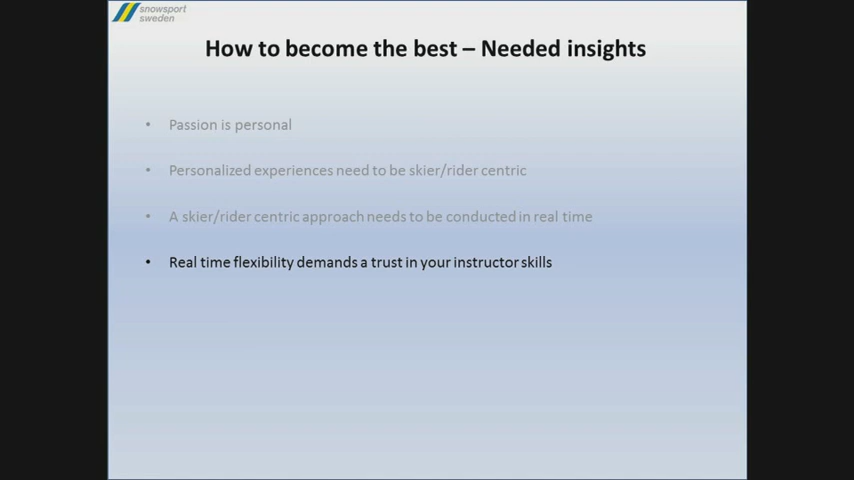 snowsport
sweden
How to become the best – Needed insights
• Passion is personal
• Personalized experiences need to be skier/rider centric
• A skier/rider centric approach needs to be conducted in real time
• Real time flexibility demands a trust in your instructor skills